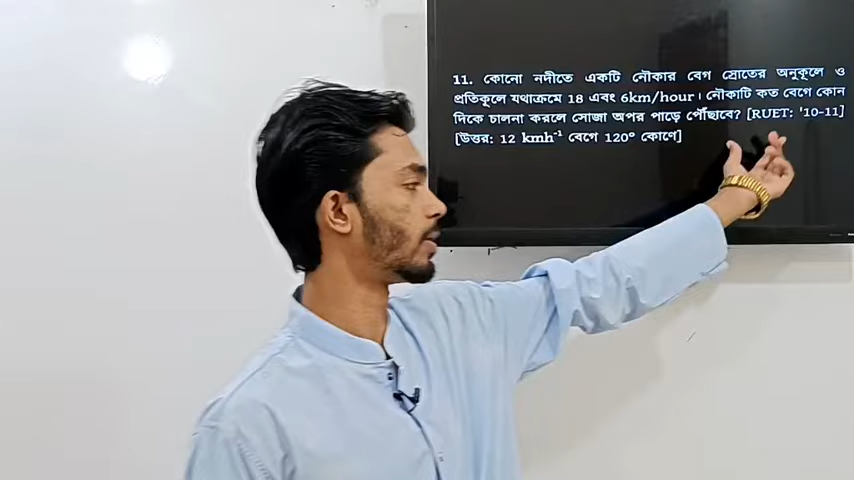 11. কোনো নদীতে একটি নৌকার বেগ স্রোতের অনুকূলে ও
প্রতিকূলে যথাক্রমে 18 এবং 6km/hour। নৌকাটি কত বেগে কোন
দিকে চালনা করলে সোজা অপর পাড়ে পৌঁছাবে? [RUET: '10-11]
[উত্তর: 12 kmh⁻¹ বেগে 120° কোণে]